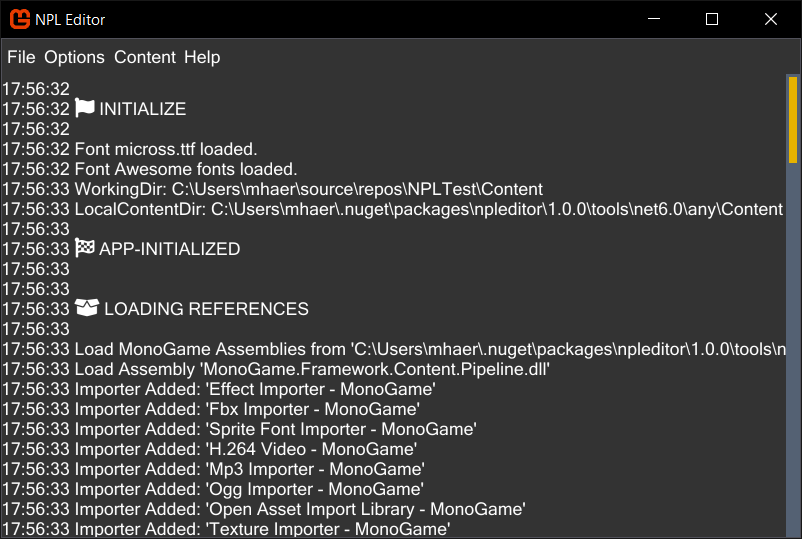 NPL Editor
File Options Content Help
17:56:32
17:56:32 INITIALIZE
17:56:32
17:56:32 Font micross.ttf loaded.
17:56:32 Font Awesome fonts loaded.
17:56:33 WorkingDir: C:\Users\mhaer\source\repos\NPLTest\Content
17:56:33 LocalContentDir: C:\Users\mhaer\.nuget\packages\npleditor\1.0.0\tools\net6.0\any\Content
17:56:33
17:56:33 APP-INITIALIZED
17:56:33
17:56:33
17:56:33 LOADING REFERENCES
17:56:33
17:56:33 Load MonoGame Assemblies from 'C:\Users\mhaer\.nuget\packages\npleditor\1.0.0\tools\n
17:56:33 Load Assembly 'MonoGame.Framework.Content.Pipeline.dll'
17:56:33 Importer Added: 'Effect Importer - MonoGame'
17:56:33 Importer Added: 'Fbx Importer - MonoGame'
17:56:33 Importer Added: 'Sprite Font Importer - MonoGame'
17:56:33 Importer Added: 'H.264 Video - MonoGame'
17:56:33 Importer Added: 'Mp3 Importer - MonoGame'
17:56:33 Importer Added: 'Ogg Importer - MonoGame'
17:56:33 Importer Added: 'Open Asset Import Library - MonoGame'
17:56:33 Importer Added: 'Texture Importer - MonoGame'